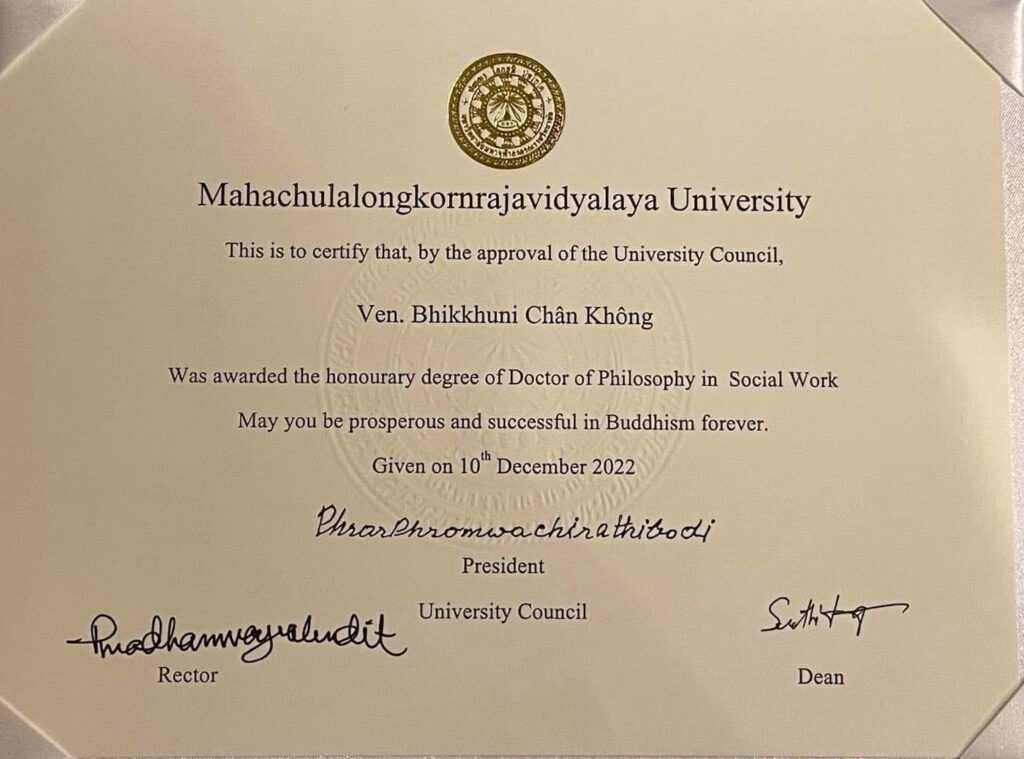 Mahachulalongkornrajavidyalaya University
This is to certify that, by the approval of the University Council,
Ven. Bhikkhuni Chân Không
Was awarded the honourary degree of Doctor of Philosophy in Social Work
May you be prosperous and successful in Buddhism forever.
Given on 10th December 2022
PhrarPhromwachirathibodi
President
University Council
Rector
Dean